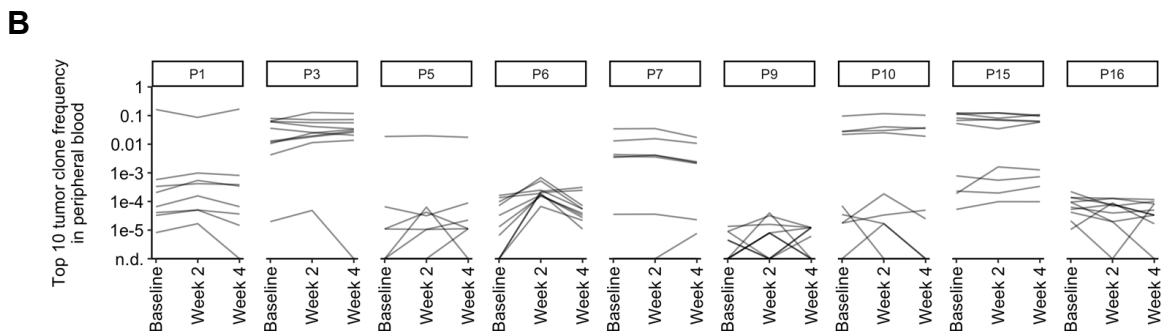 B
Top 10 tumor clone frequency
in peripheral blood
P1 P3 P5 P6 P7 P9 P10 P15 P16
1
0.1
0.01
1e-3
1e-4
1e-5
n.d.
Baseline Week 2 Week 4 Baseline Week 2 Week 4 Baseline Week 2 Week 4 Baseline Week 2 Week 4 Baseline Week 2 Week 4 Baseline Week 2 Week 4 Baseline Week 2 Week 4 Baseline Week 2 Week 4 Baseline Week 2 Week 4